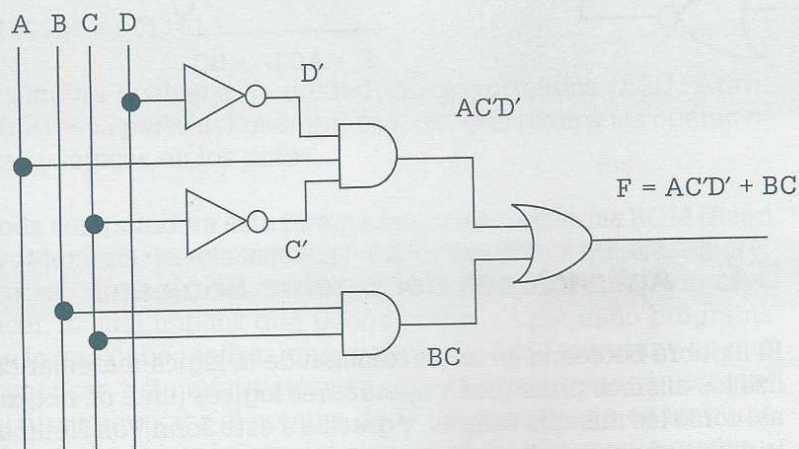 A B C D
D'
AC'D'
F = AC'D' + BC
C'
BC